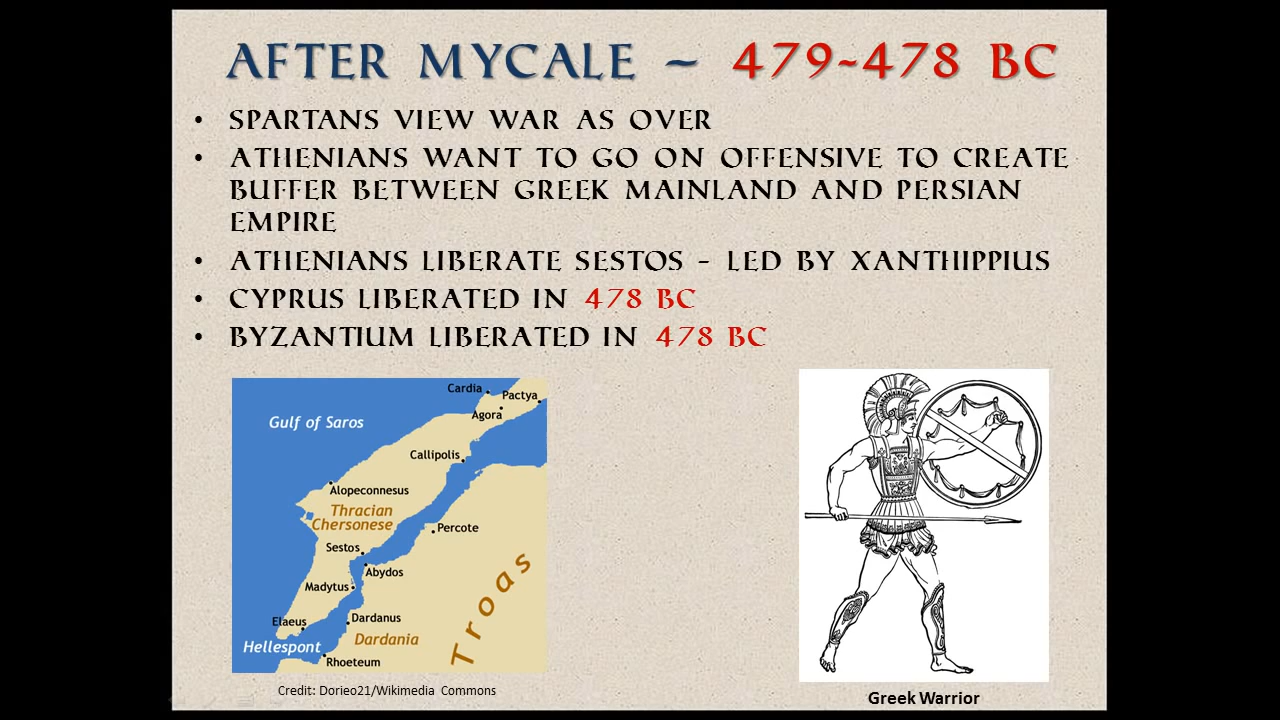 AFTER MYCALE – 479-478 BC
• SPARTANS VIEW WAR AS OVER
• ATHENIANS WANT TO GO ON OFFENSIVE TO CREATE
BUFFER BETWEEN GREEK MAINLAND AND PERSIAN
EMPIRE
• ATHENIANS LIBERATE SESTOS - LED BY XANTHIPPIUS
• CYPRUS LIBERATED IN 478 BC
• BYZANTIUM LIBERATED IN 478 BC
Cardia
Pactya
Agora
Gulf of Saros
Callipolis
Alopeconnesus
Thracian
Chersonese
Percote
Sestos
Abydos
Madytus
Troas
Elaeus
Dardanus
Dardania
Hellespont
Rhoeteum
Credit: Dorieo21/Wikimedia Commons
Greek Warrior